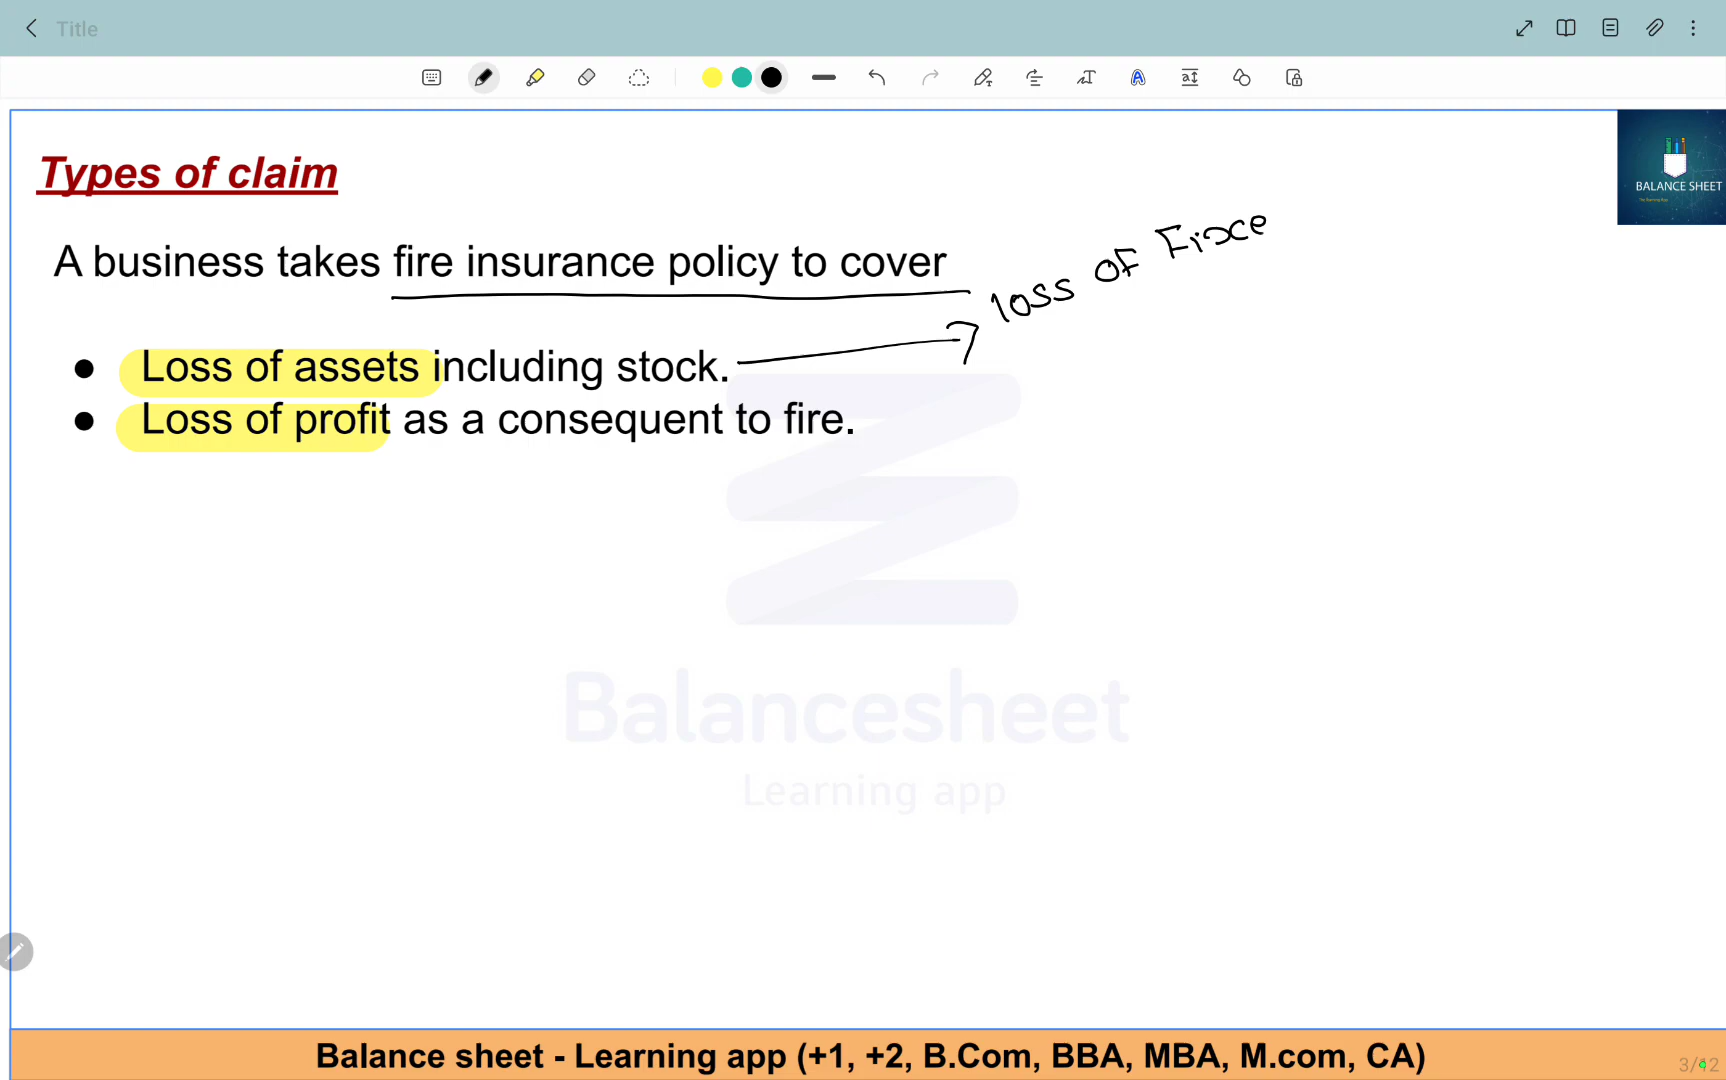 Title
Types of claim
BALANCE SHEET
A business takes fire insurance policy to cover
loss of Fire
● Loss of assets including stock.
● Loss of profit as a consequent to fire.
Balancesheet
Learning app
Balance sheet - Learning app (+1, +2, B.Com, BBA, MBA, M.com, CA)
3/12